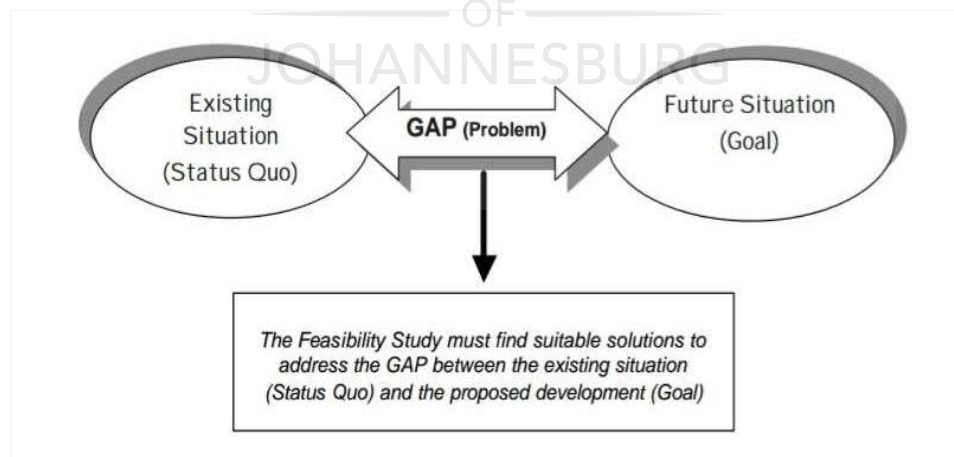 OF
JOHANNESBURG
Existing
Situation
(Status Quo)
GAP (Problem)
Future Situation
(Goal)
The Feasibility Study must find suitable solutions to
address the GAP between the existing situation
(Status Quo) and the proposed development (Goal)